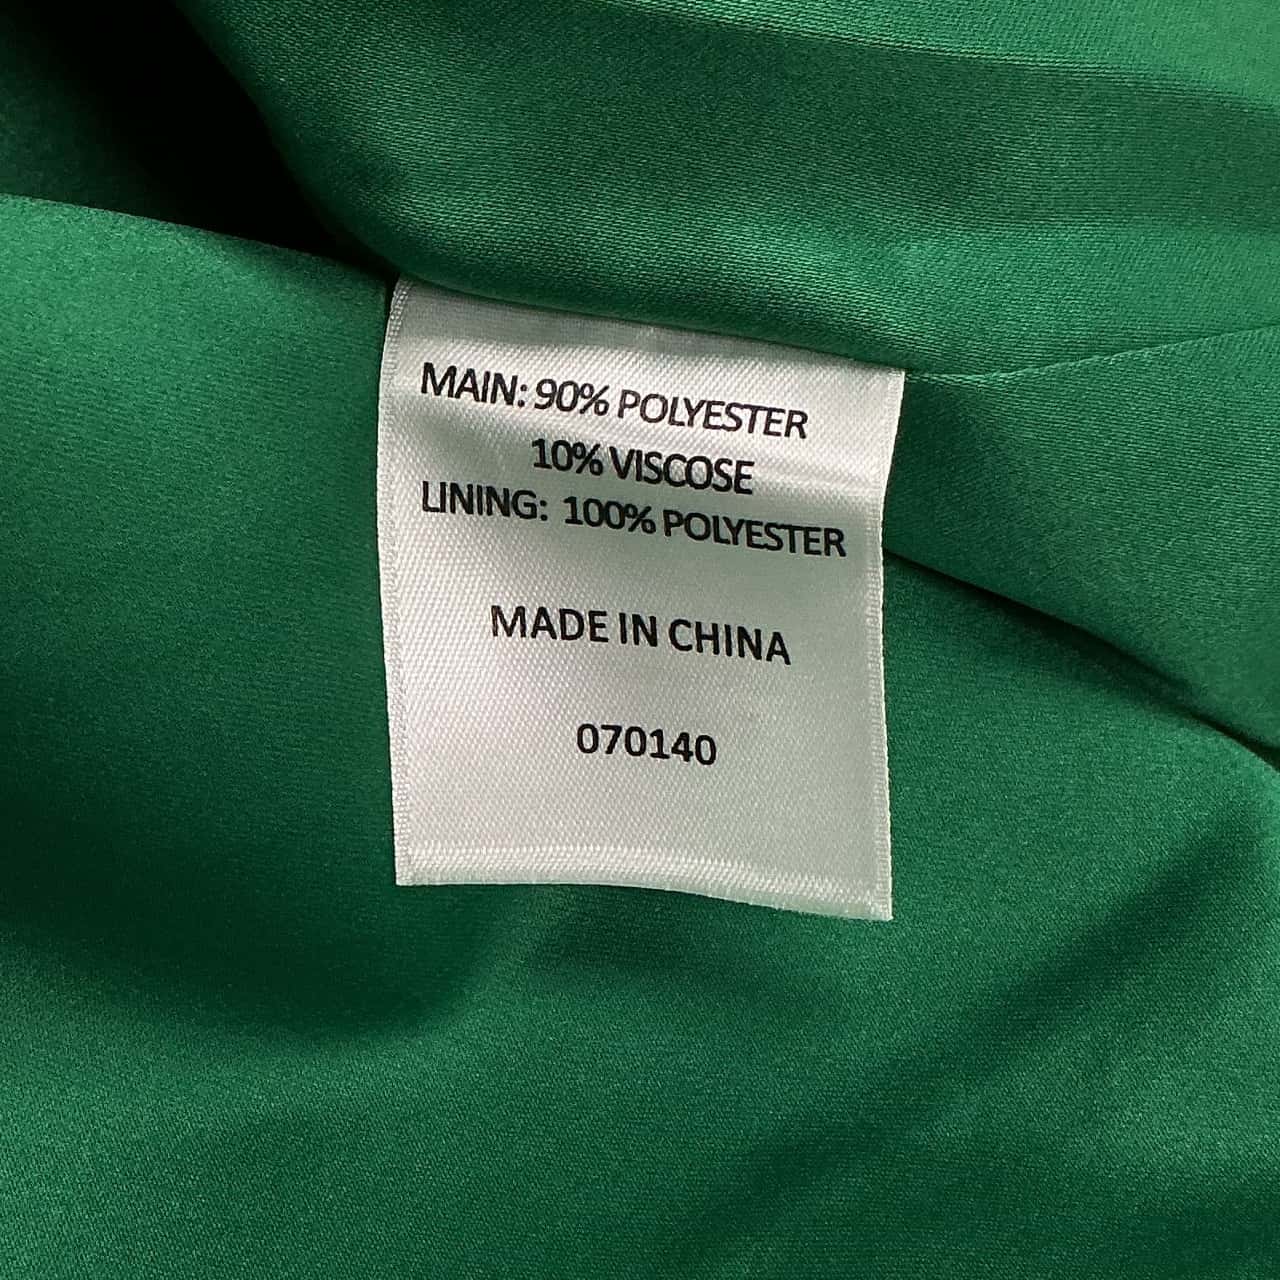 MAIN: 90% POLYESTER
10% VISCOSE
LINING: 100% POLYESTER
MADE IN CHINA
070140